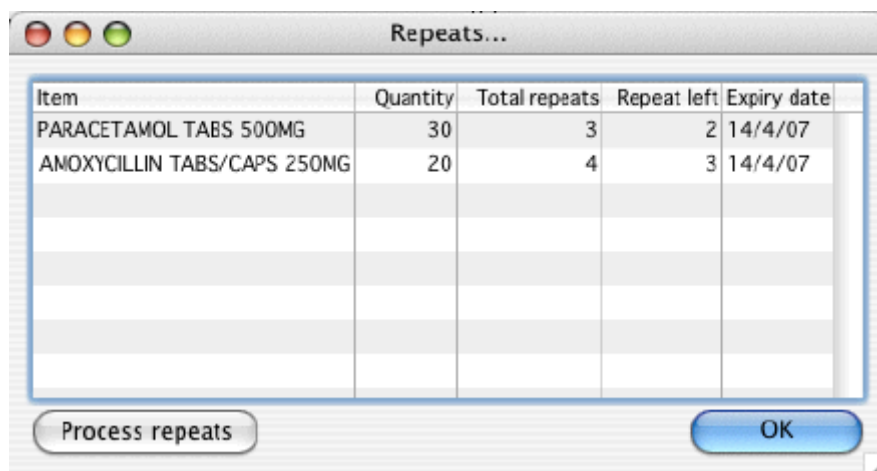 Repeats...
Item Quantity Total repeats Repeat left Expiry date
PARACETAMOL TABS 500MG 30 3 2 14/4/07
AMOXYCILLIN TABS/CAPS 250MG 20 4 3 14/4/07
Process repeats OK